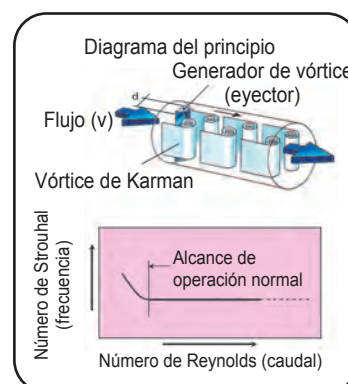 Diagrama del principio
Generador de vórtice
(eyector)
d
Flujo (v)
Vórtice de Karman
Número de Strouhal
(frecuencia)
Alcance de
operación normal
Número de Reynolds (caudal)